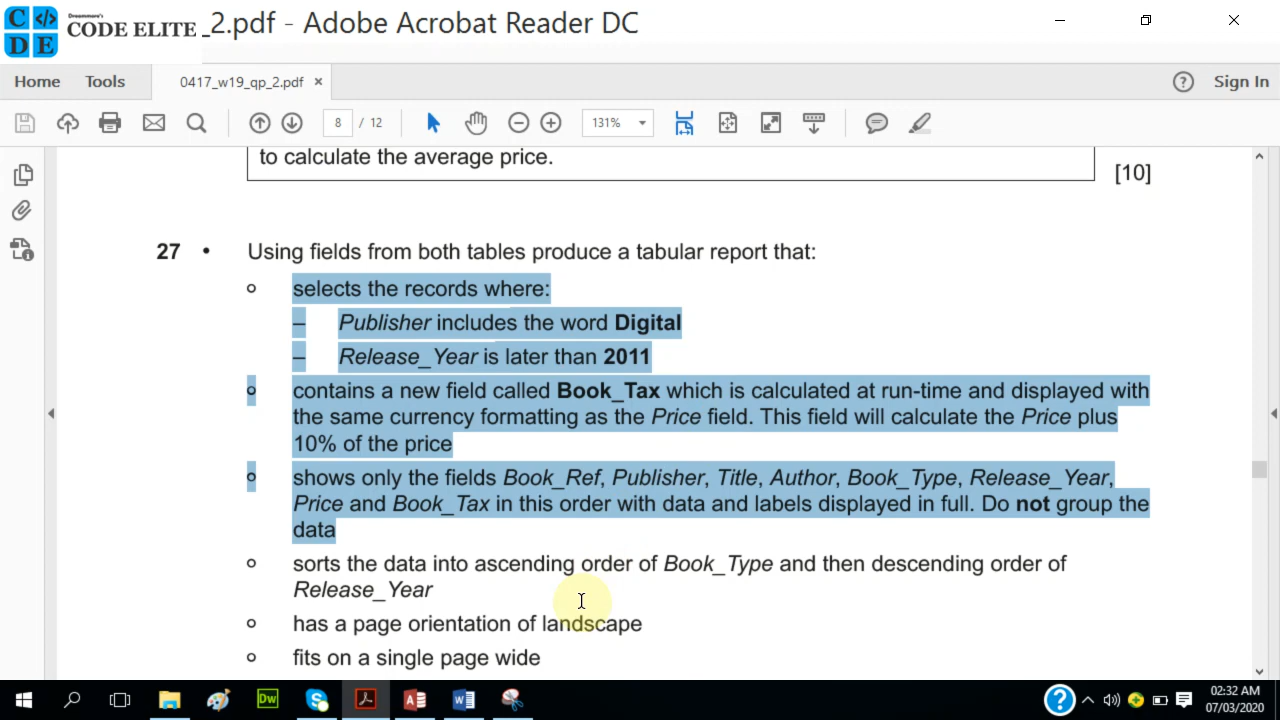 Dreammare's
CODE ELITE
C </>
D E
_2.pdf - Adobe Acrobat Reader DC
Home Tools 0417_w19_qp_2.pdf × ? Sign In
8 / 12 131%
to calculate the average price.
[10]
27 • Using fields from both tables produce a tabular report that:
o selects the records where:
– Publisher includes the word Digital
– Release_Year is later than 2011
o contains a new field called Book_Tax which is calculated at run-time and displayed with
the same currency formatting as the Price field. This field will calculate the Price plus
10% of the price
o shows only the fields Book_Ref, Publisher, Title, Author, Book_Type, Release_Year,
Price and Book_Tax in this order with data and labels displayed in full. Do not group the
data
o sorts the data into ascending order of Book_Type and then descending order of
Release_Year
o has a page orientation of landscape
o fits on a single page wide
Dw
02:32 AM
07/03/2020